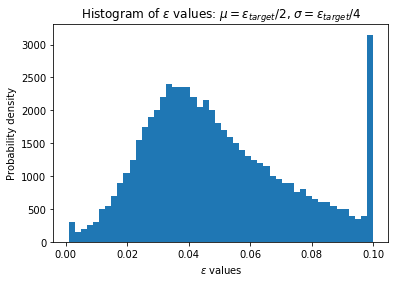 Histogram of ε values: μ = ε_target/2, σ = ε_target/4
Probability density
3000
2500
2000
1500
1000
500
0
0.00 0.02 0.04 0.06 0.08 0.10
ε values